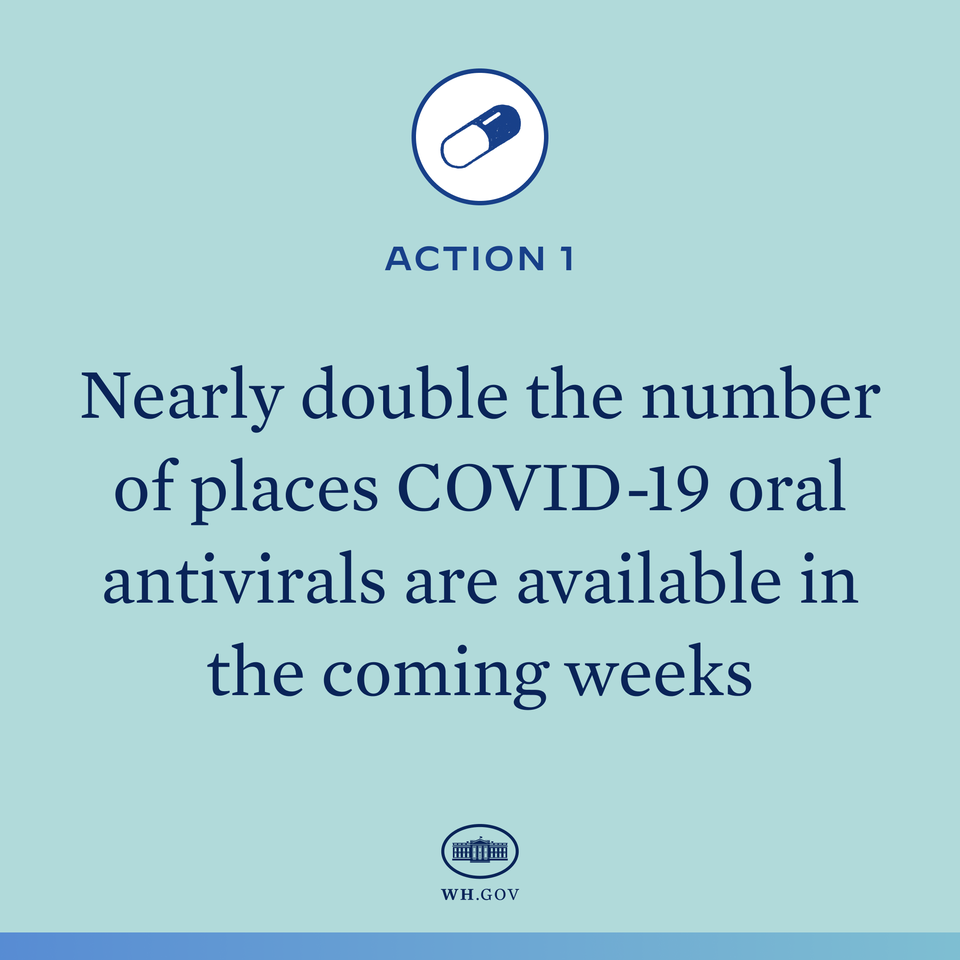 ACTION 1
Nearly double the number
of places COVID-19 oral
antivirals are available in
the coming weeks
WH.GOV